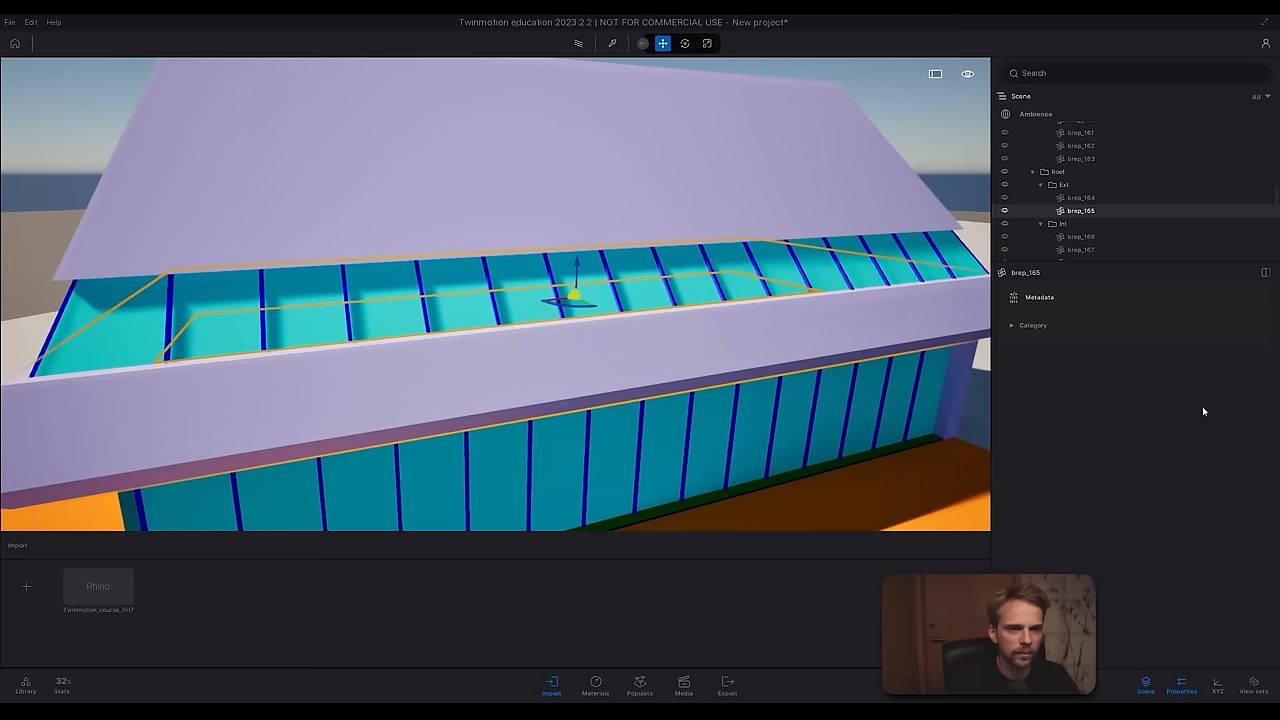 File Edit Help
Twinmotion education 2023 2.2 | NOT FOR COMMERCIAL USE - New project*
Search
Scene
All
Ambience
brep_161
brep_162
brep_163
Roof
Ext
brep_164
brep_165
Int
brep_166
brep_167
brep_165
Metadata
Category
Import
Rhino
Twinmotion_course_RH7
Library
32%
Stats
Import
Materials
Populate
Media
Export
Scene
Properties
XYZ
View sets